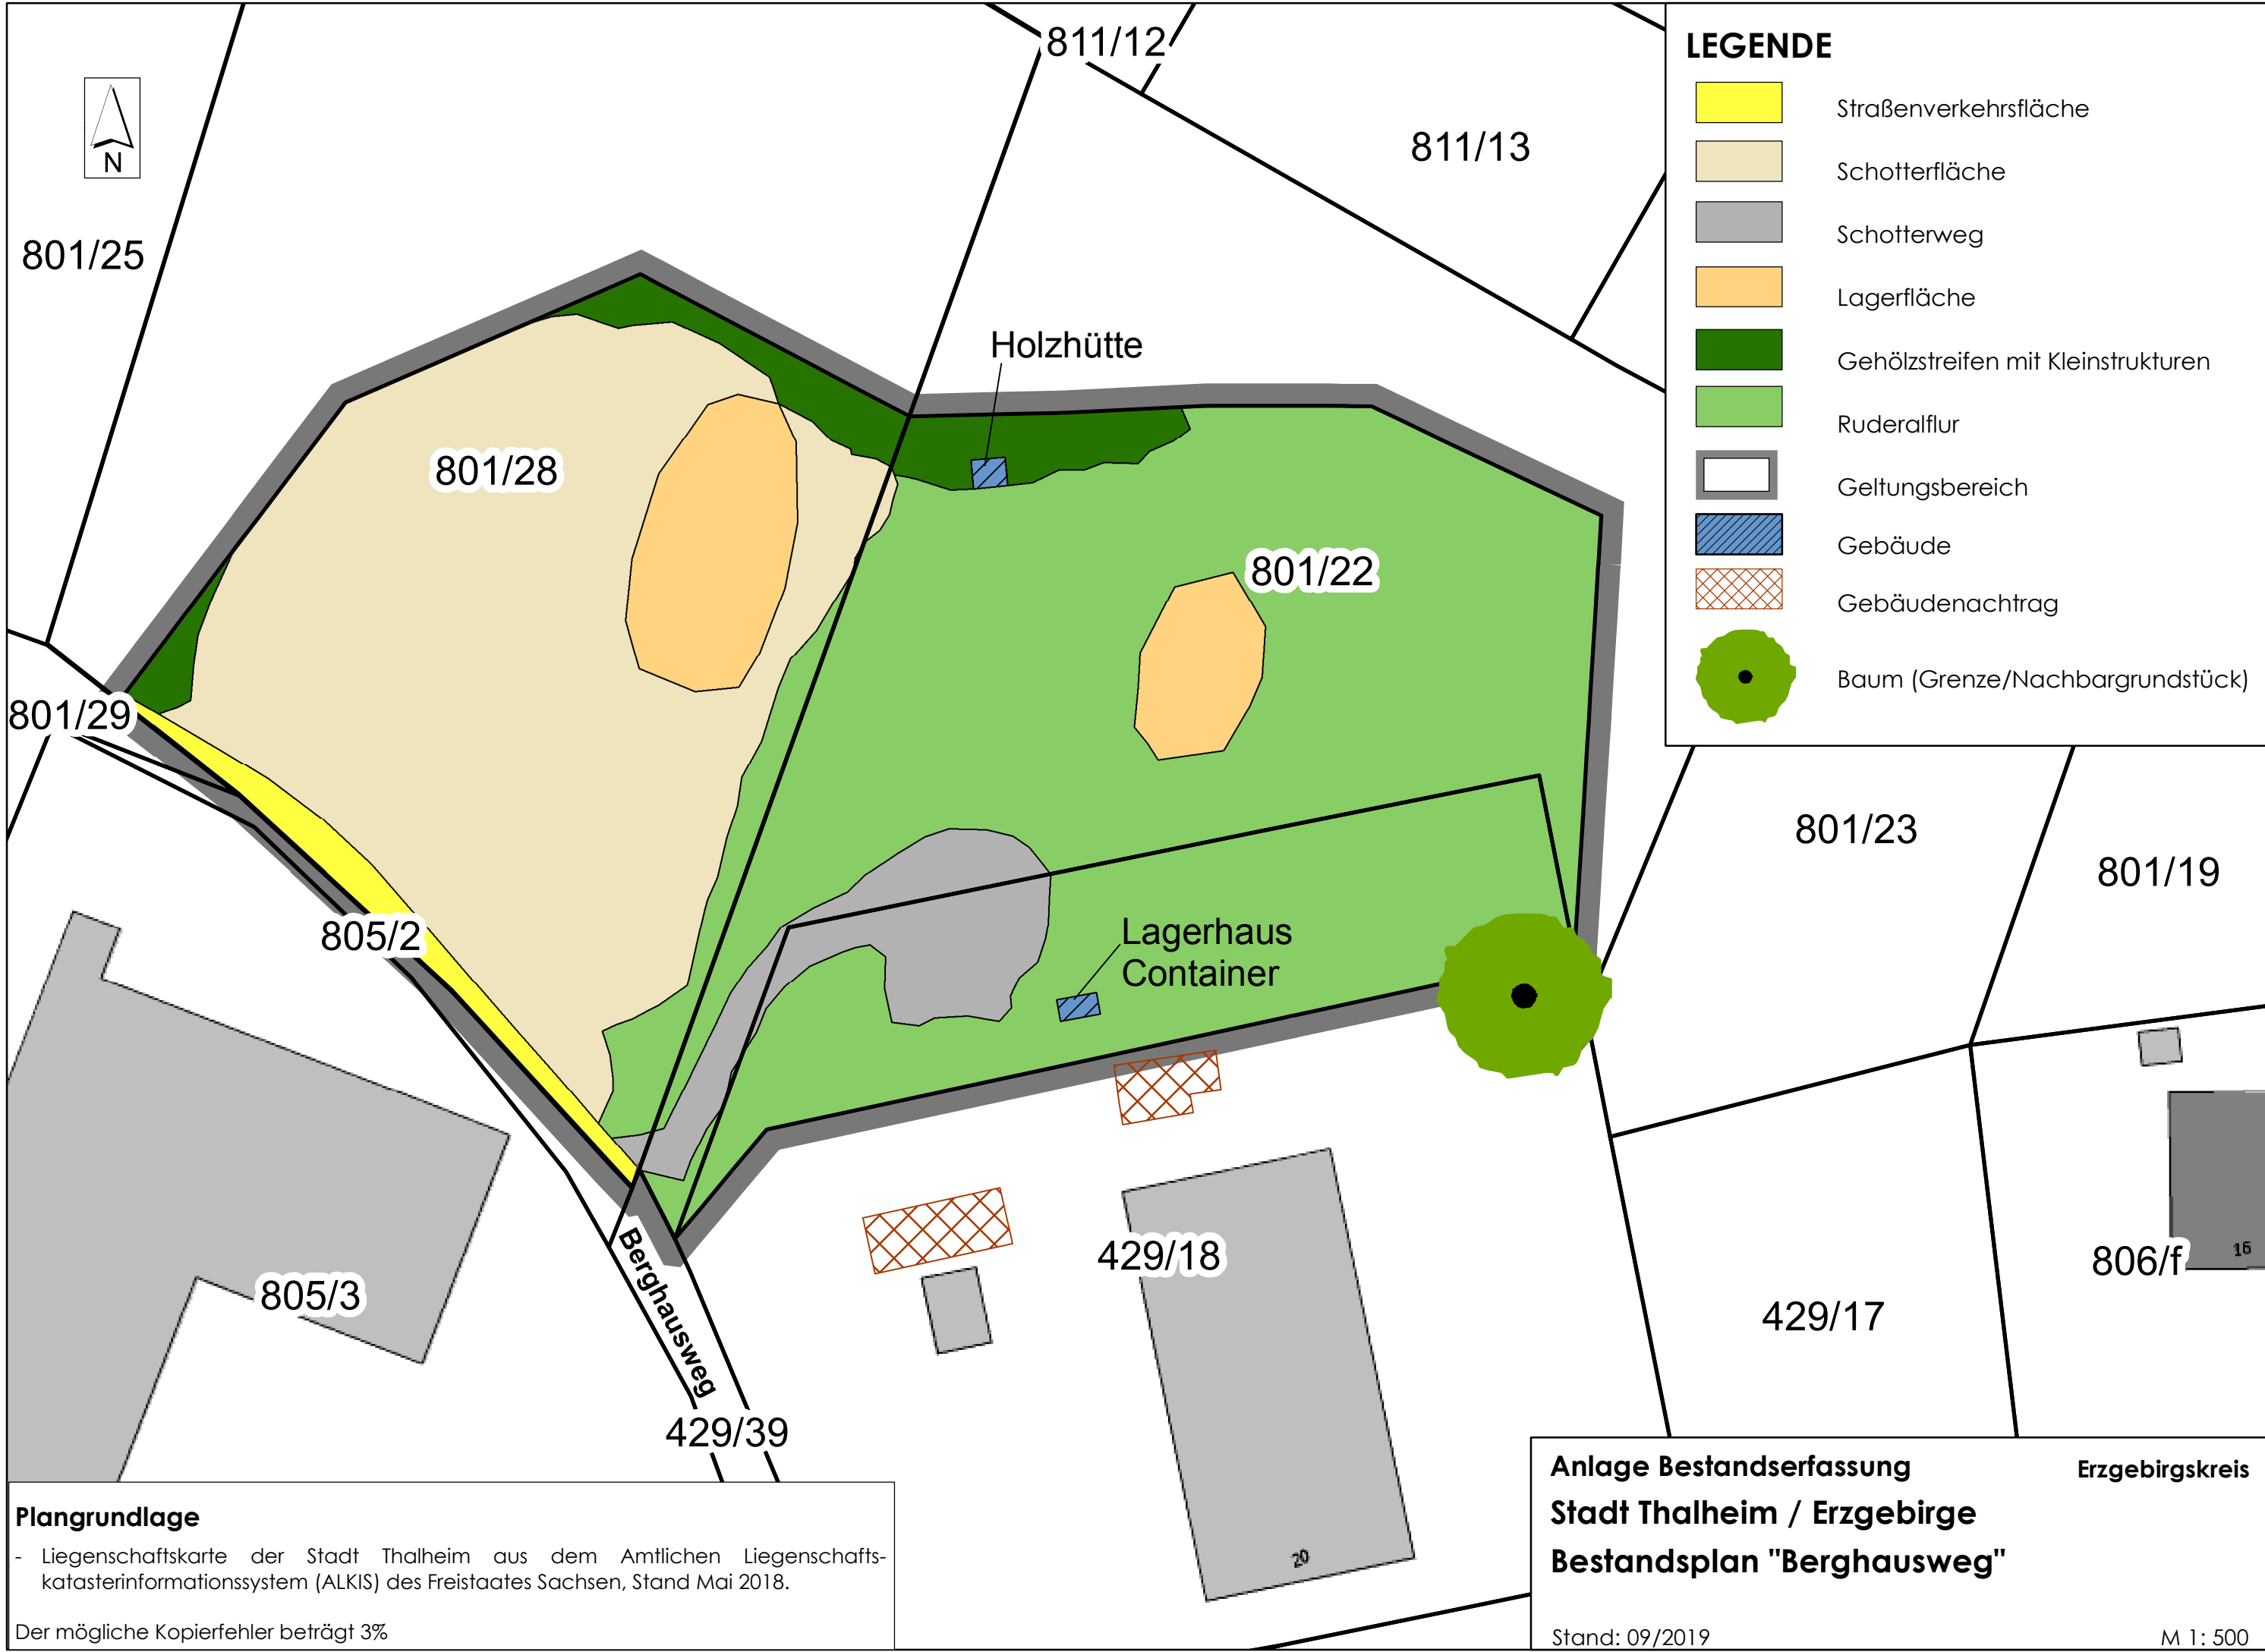 811/12
811/13
N
801/25
Holzhütte
801/28
801/22
801/29
805/2
Lagerhaus
Container
801/23
801/19
805/3
Berghausweg
429/18
429/39
429/17
806/f
16
20
LEGENDE
Straßenverkehrsfläche
Schotterfläche
Schotterweg
Lagerfläche
Gehölzstreifen mit Kleinstrukturen
Ruderalflur
Geltungsbereich
Gebäude
Gebäudenachtrag
Baum (Grenze/Nachbargrundstück)
Plangrundlage
- Liegenschaftskarte der Stadt Thalheim aus dem Amtlichen Liegenschafts-
katasterinformationssystem (ALKIS) des Freistaates Sachsen, Stand Mai 2018.
Der mögliche Kopierfehler beträgt 3%
Anlage Bestandserfassung Erzgebirgskreis
Stadt Thalheim / Erzgebirge
Bestandsplan "Berghausweg"
Stand: 09/2019 M 1: 500